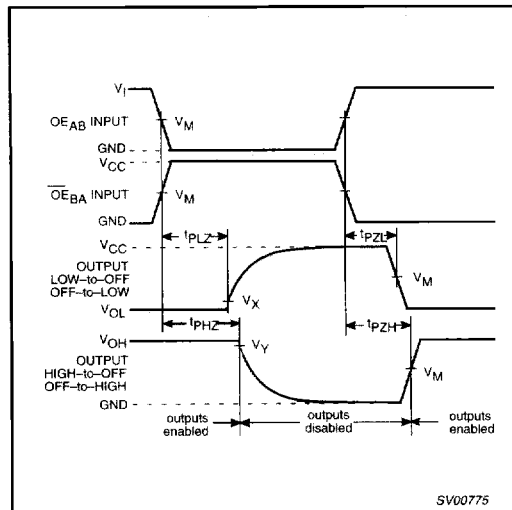 VI
OEAB INPUT
VM
GND
VCC
OEBA INPUT
VM
GND
tPLZ
tPZL
VCC
OUTPUT
LOW–to–OFF
OFF–to–LOW
VM
VX
VOL
tPHZ
tPZH
VOH
VY
OUTPUT
HIGH–to–OFF
OFF–to–HIGH
VM
GND
outputs
enabled
outputs
disabled
outputs
enabled
SV00775